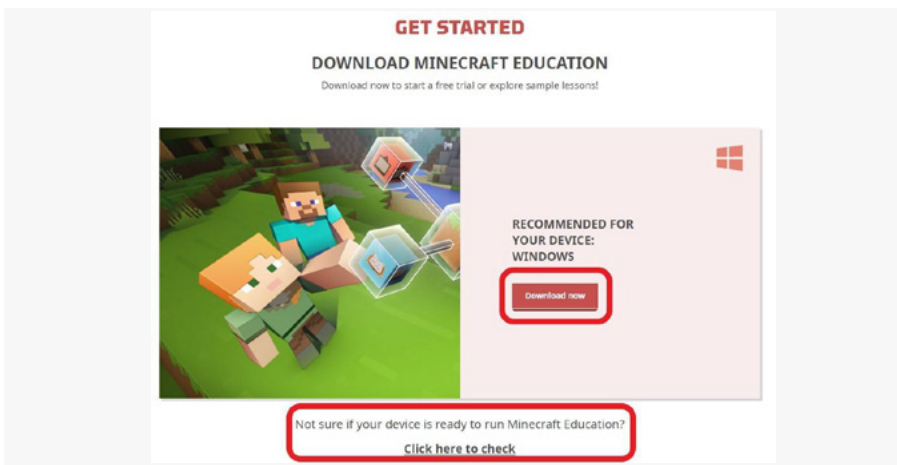 GET STARTED
DOWNLOAD MINECRAFT EDUCATION
Download now to start a free trial or explore sample lessons!
RECOMMENDED FOR
YOUR DEVICE:
WINDOWS
Download now
Not sure if your device is ready to run Minecraft Education?
Click here to check